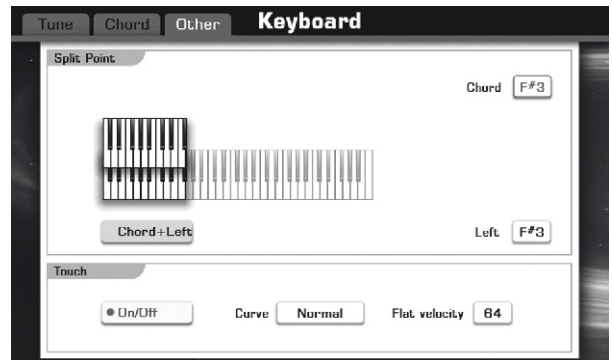 Tune Chord Other Keyboard
Split Point
Chord F#3
Chord+Left Left F#3
Touch
On/Off Curve Normal Flat velocity 64